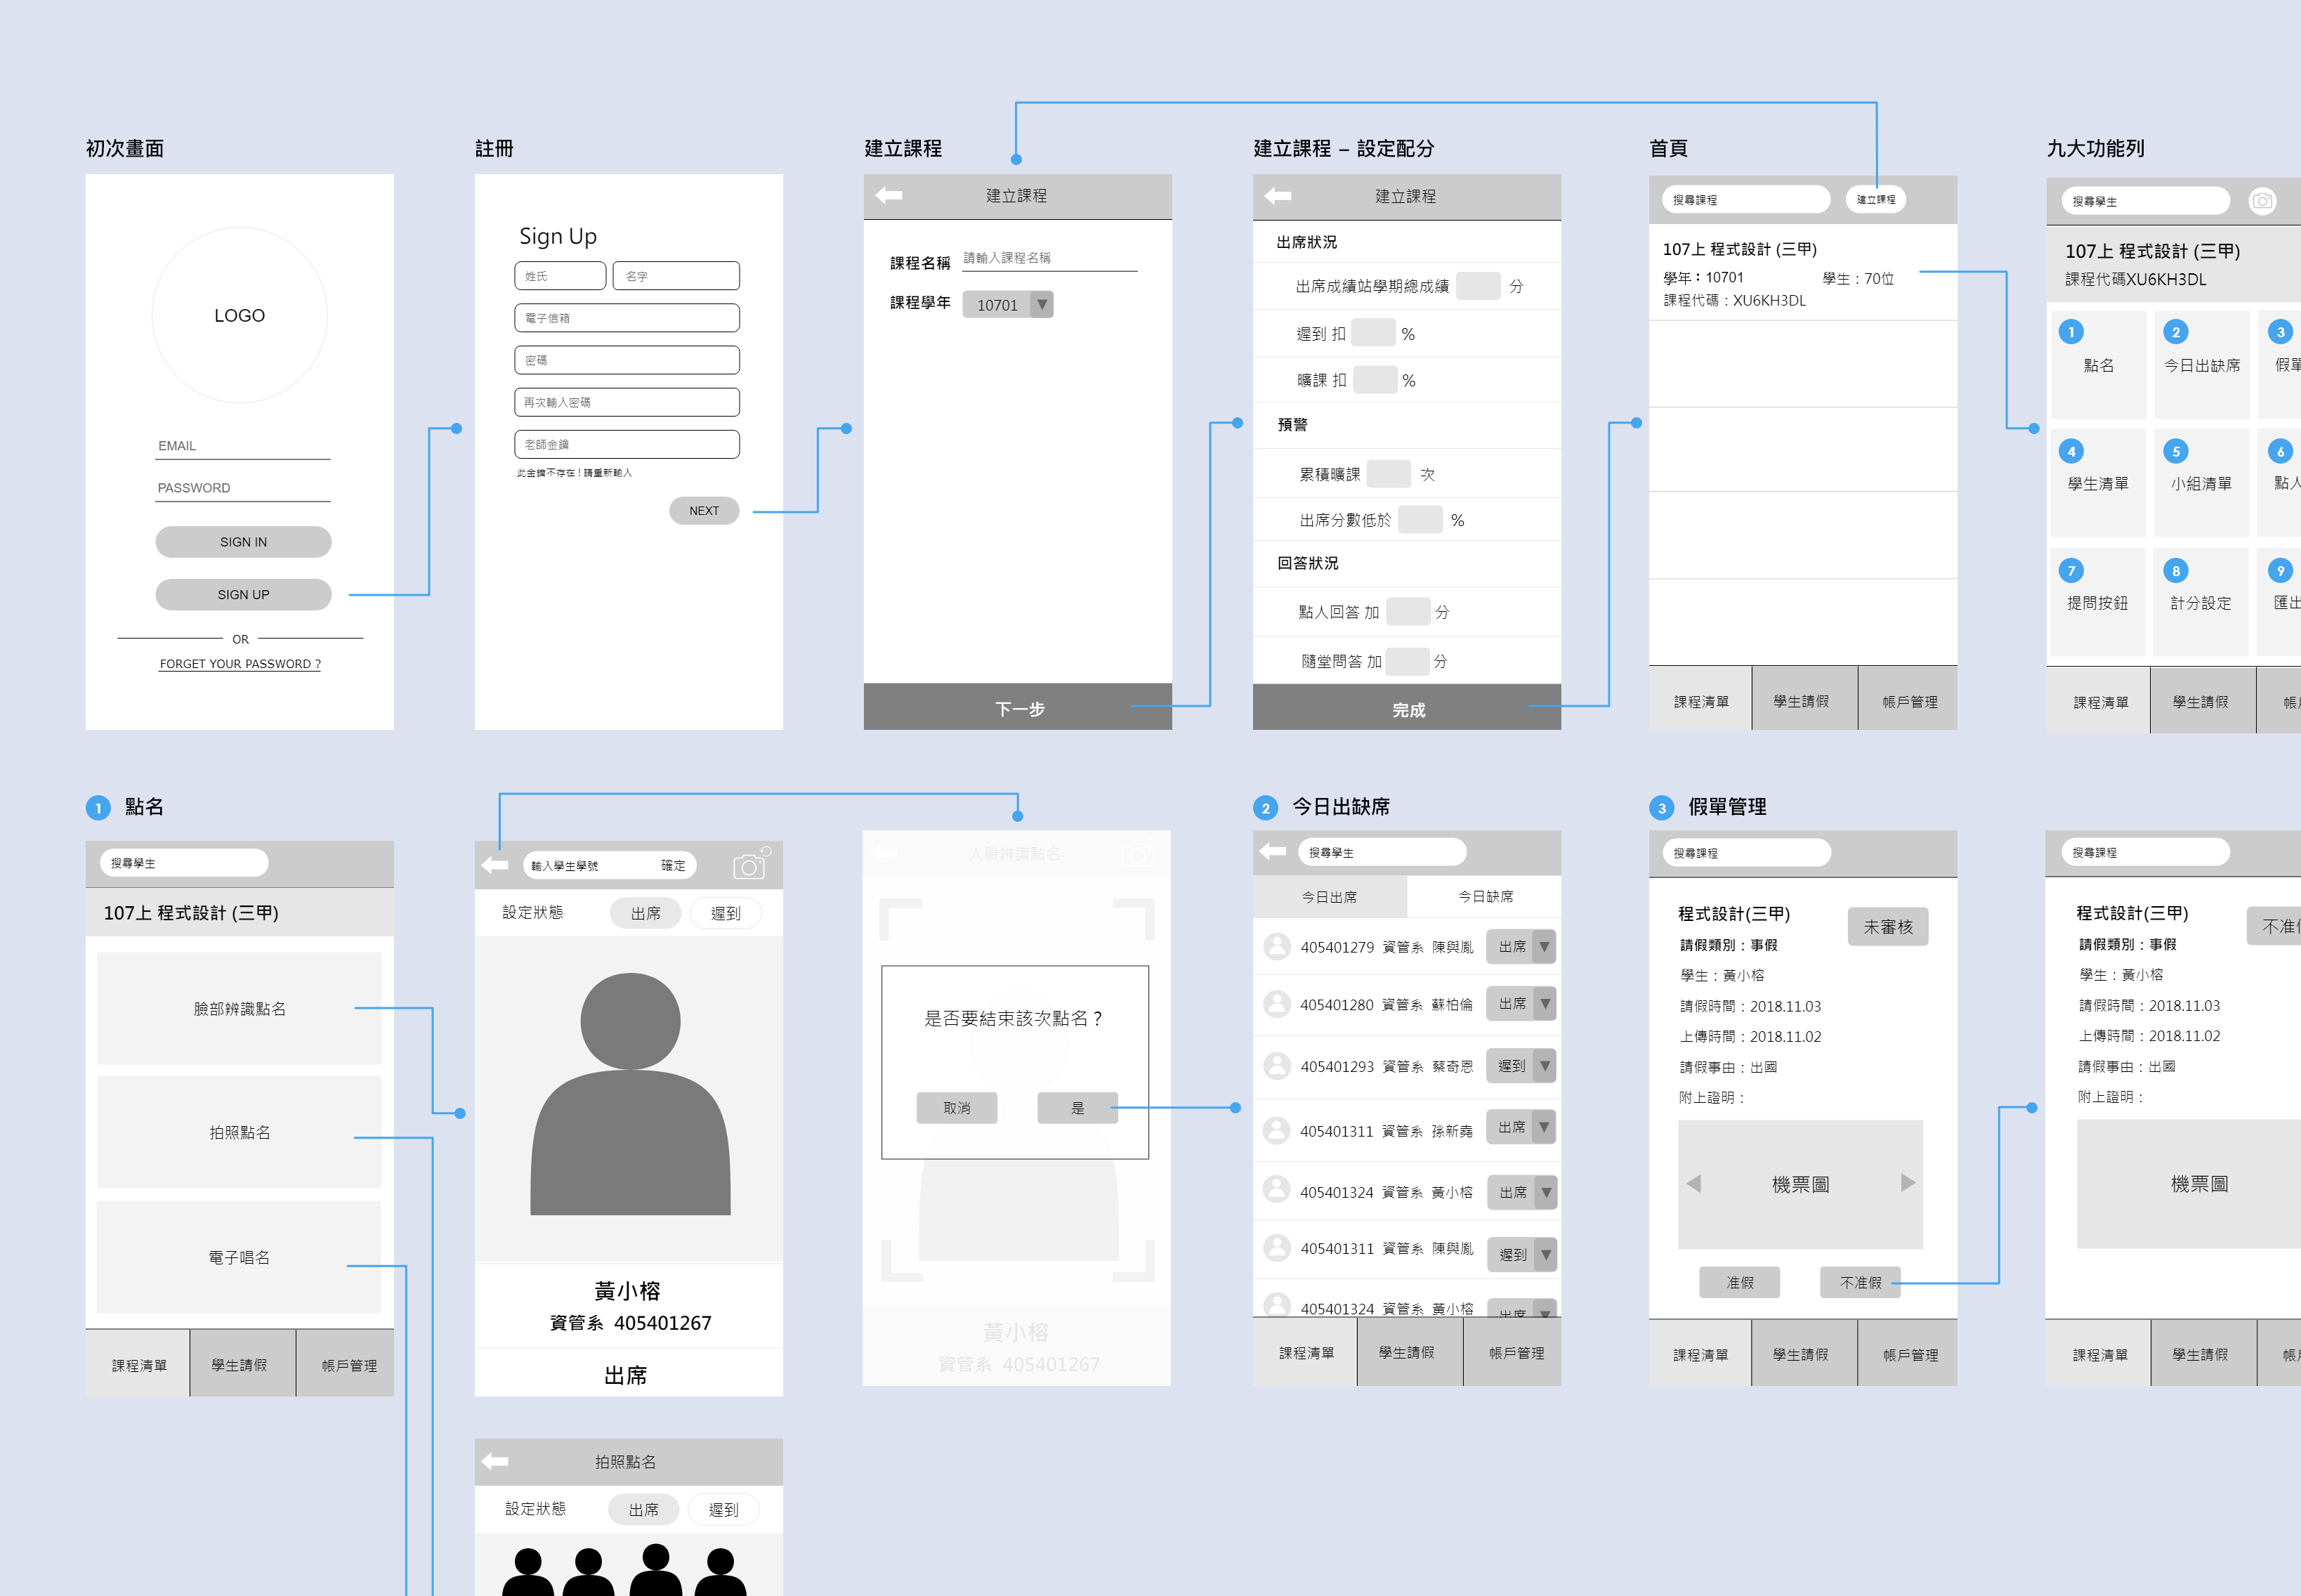 初次畫面
LOGO
EMAIL
PASSWORD
SIGN IN
SIGN UP
OR
FORGET YOUR PASSWORD ?
註冊
Sign Up
姓氏 名字
電子信箱
密碼
再次輸入密碼
老師金鑰
此金鑰不存在 ! 請重新輸入
NEXT
建立課程
建立課程
課程名稱 請輸入課程名稱
課程學年 10701
下一步
建立課程 – 設定配分
建立課程
出席狀況
出席成績站學期總成績 分
遲到 扣 %
曠課 扣 %
預警
累積曠課 次
出席分數低於 %
回答狀況
點人回答 加 分
隨堂問答 加 分
完成
首頁
搜尋課程 建立課程
107上 程式設計 (三甲)
學年：10701 學生：70位
課程代碼：XU6KH3DL
課程清單 學生請假 帳戶管理
九大功能列
搜尋學生
107上 程式設計 (三甲)
課程代碼XU6KH3DL
1 2 3
點名 今日出缺席 假單
4 5 6
學生清單 小組清單 點人
7 8 9
提問按鈕 計分設定 匯出
課程清單 學生請假
1 點名
搜尋學生
107上 程式設計 (三甲)
臉部辨識點名
拍照點名
電子唱名
課程清單 學生請假 帳戶管理
輸入學生學號 確定
設定狀態 出席 遲到
黃小榕
資管系 405401267
出席
人臉辨識點名
是否要結束該次點名？
取消 是
黃小榕
資管系 405401267
2 今日出缺席
搜尋學生
今日出席 今日缺席
405401279 資管系 陳與胤 出席
405401280 資管系 蘇柏倫 出席
405401293 資管系 蔡奇恩 遲到
405401311 資管系 孫新堯 出席
405401324 資管系 黃小榕 出席
405401311 資管系 陳與胤 遲到
405401324 資管系 黃小榕 出席
課程清單 學生請假 帳戶管理
3 假單管理
搜尋課程
程式設計(三甲) 未審核
請假類別：事假
學生：黃小榕
請假時間：2018.11.03
上傳時間：2018.11.02
請假事由：出國
附上證明：
機票圖
准假 不准假
課程清單 學生請假 帳戶管理
搜尋課程
程式設計(三甲) 不准
請假類別：事假
學生：黃小榕
請假時間：2018.11.03
上傳時間：2018.11.02
請假事由：出國
附上證明：
機票圖
課程清單 學生請假
拍照點名
設定狀態 出席 遲到